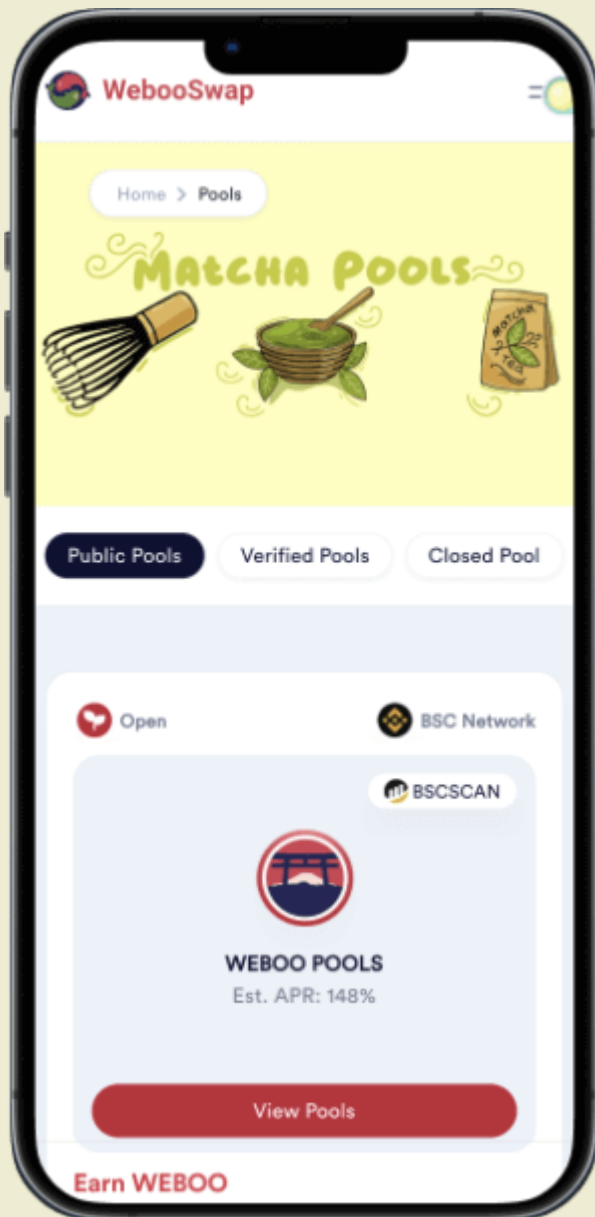 WebooSwap
Home > Pools
Matcha Pools
MATCHA
TEA
Public Pools
Verified Pools
Closed Pool
Open
BSC Network
BSCSCAN
WEBOO POOLS
Est. APR: 148%
View Pools
Earn WEBOO